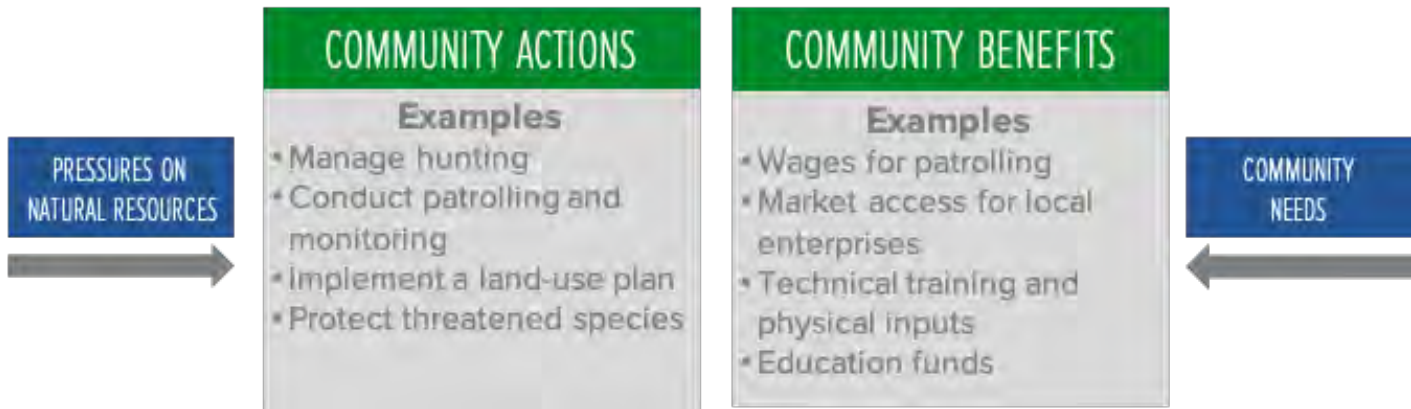 PRESSURES ON
NATURAL RESOURCES
COMMUNITY ACTIONS
Examples
• Manage hunting
• Conduct patrolling and
monitoring
• Implement a land-use plan
• Protect threatened species
COMMUNITY BENEFITS
Examples
• Wages for patrolling
• Market access for local
enterprises
• Technical training and
physical inputs
• Education funds
COMMUNITY
NEEDS